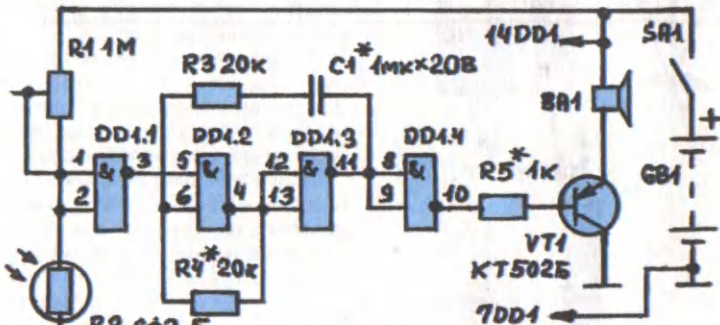 R1 1М
R3 20к
C1* 1мк×20В
14DD1
SA1
BA1
+
DD1.1
DD1.2
DD1.3
DD1.4
1
&
3
5
&
12
&
11
8
&
R5* 1к
GB1
2
6
4
13
9
10
VT1
КТ502Б
R4* 20к
7DD1